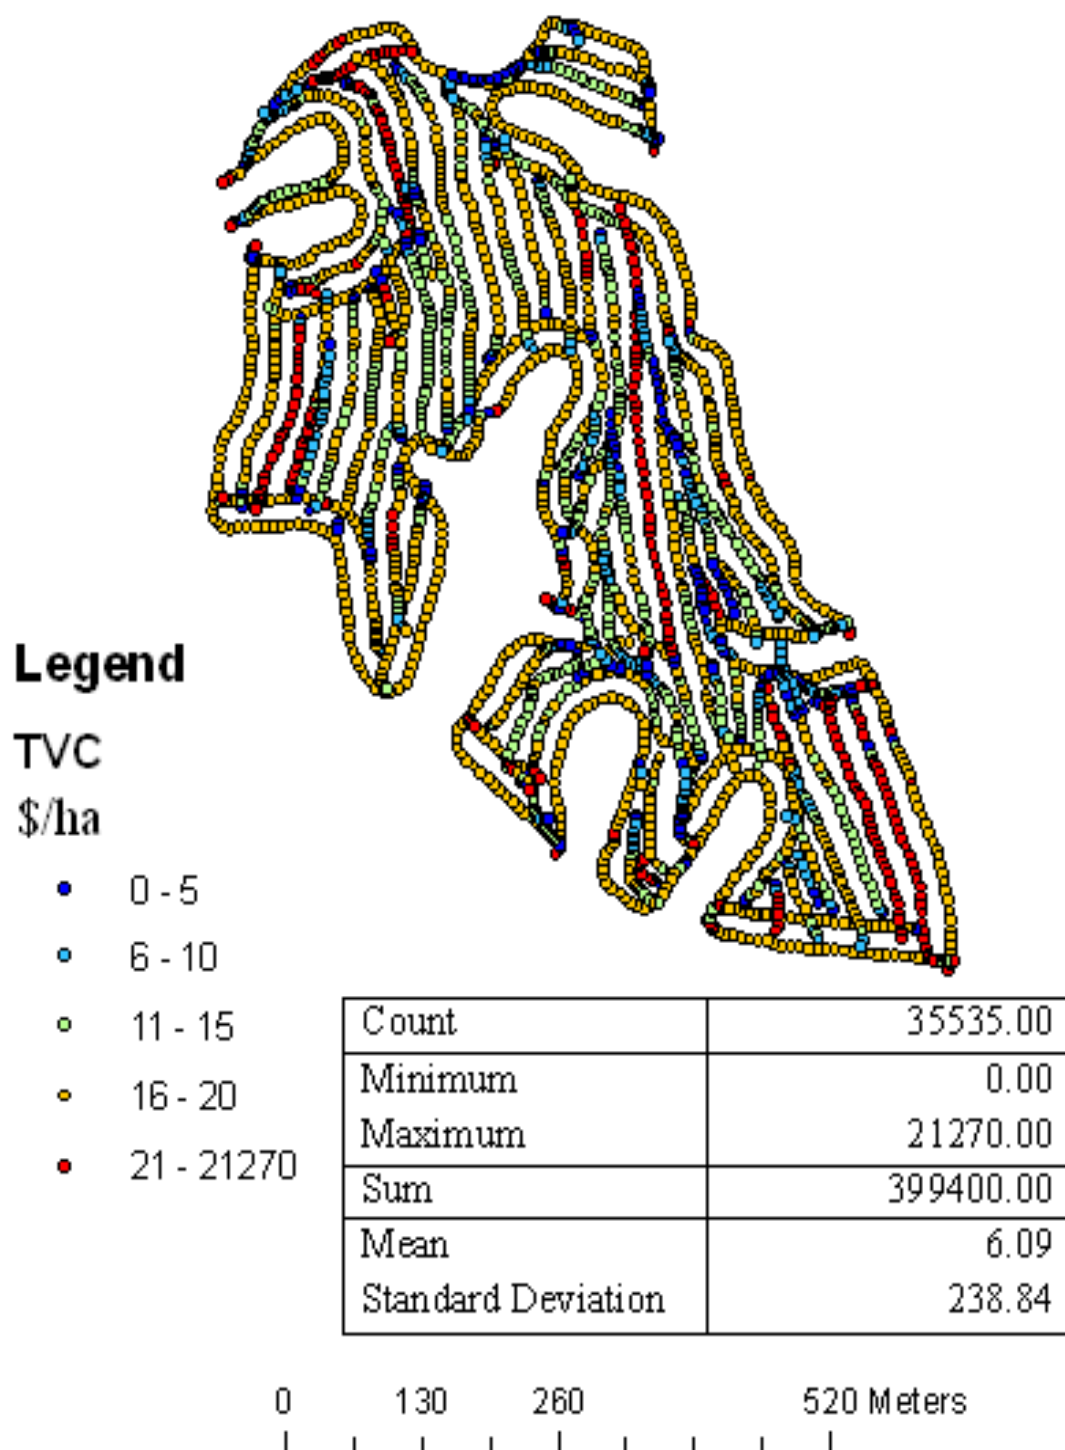 Legend
TVC
$/ha
0 - 5
6 - 10
11 - 15
16 - 20
21 - 21270
Count 35535.00
Minimum 0.00
Maximum 21270.00
Sum 399400.00
Mean 6.09
Standard Deviation 238.84
0 130 260 520 Meters